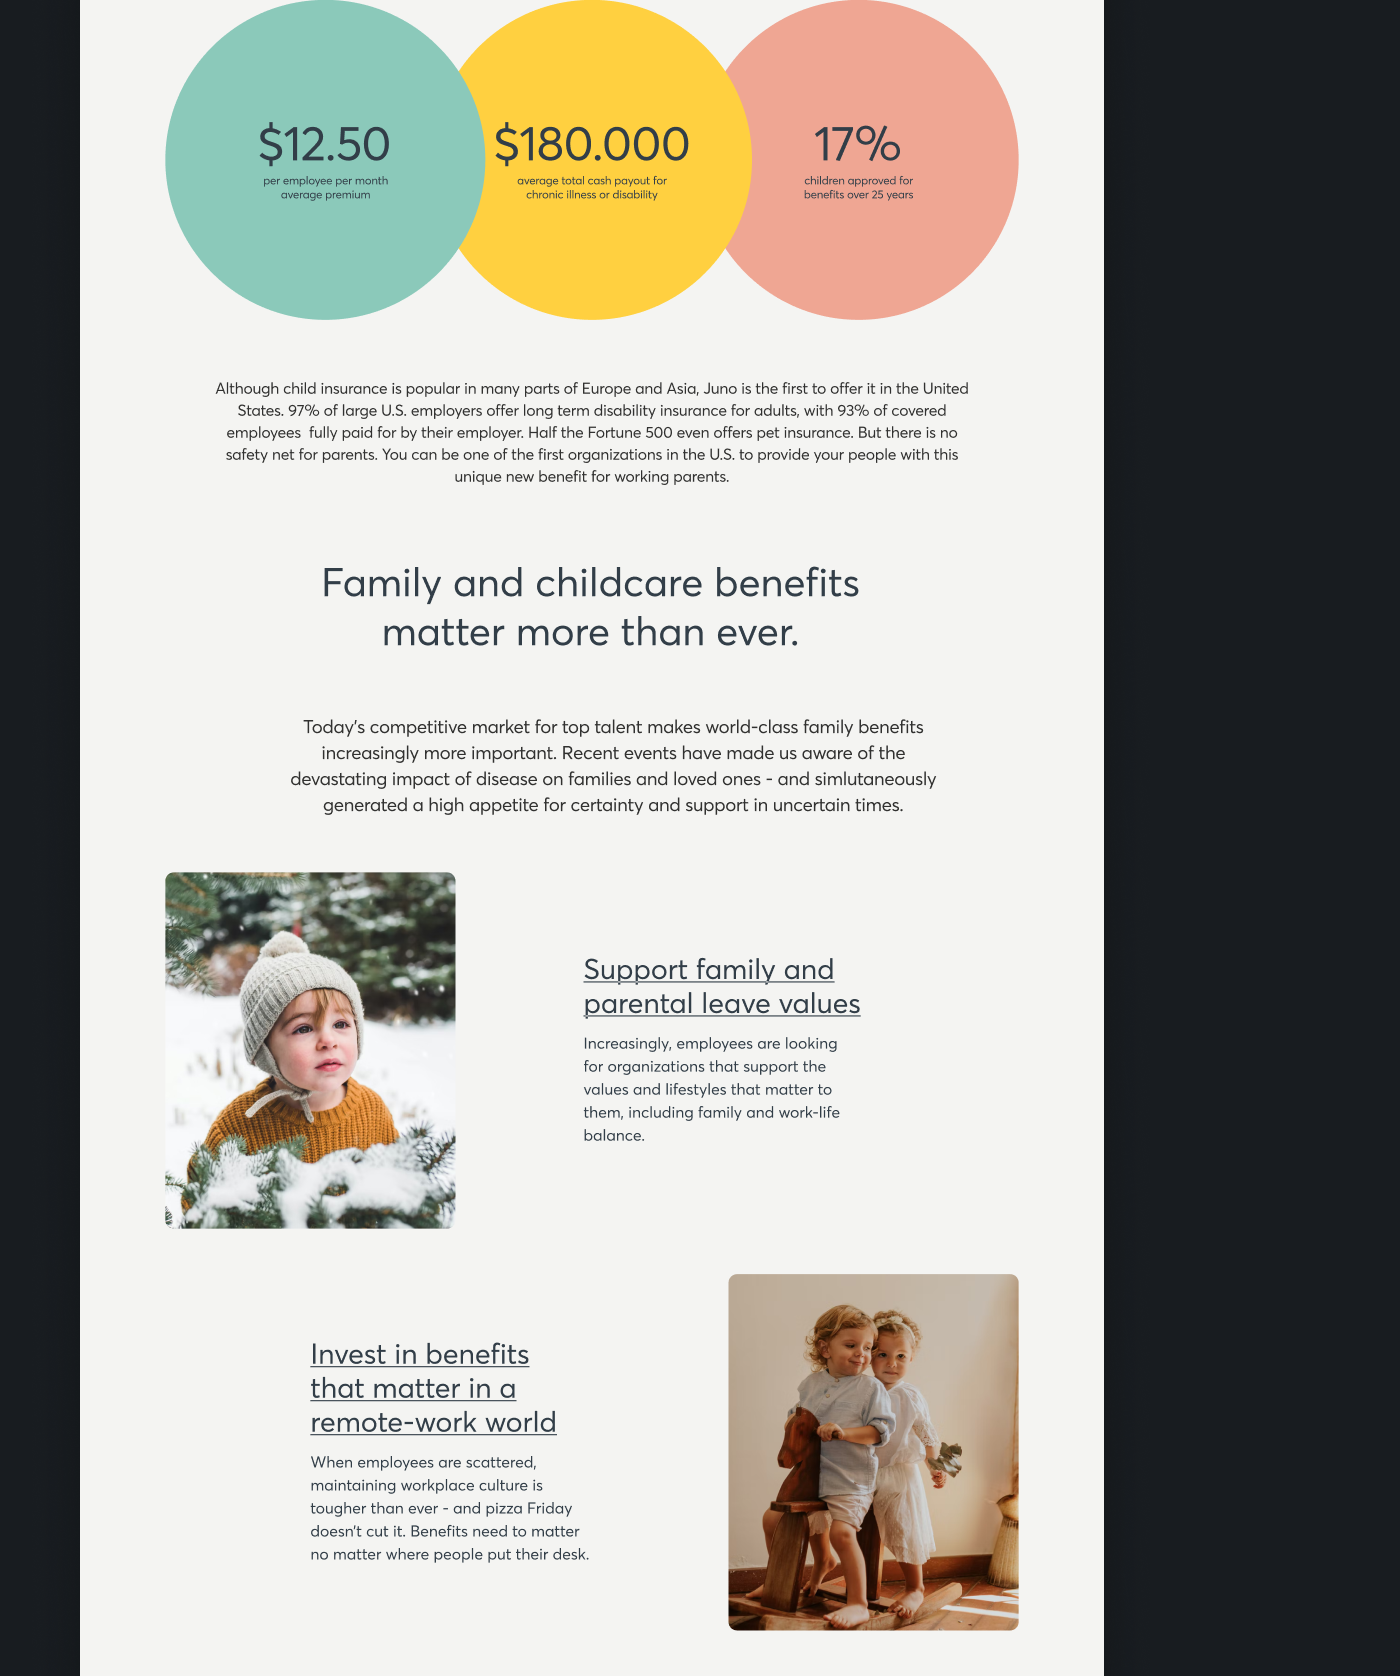 $12.50
per employee per month
average premium
$180.000
average total cash payout for
chronic illness or disability
17%
children approved for
benefits over 25 years
Although child insurance is popular in many parts of Europe and Asia, Juno is the first to offer it in the United
States. 97% of large U.S. employers offer long term disability insurance for adults, with 93% of covered
employees  fully paid for by their employer. Half the Fortune 500 even offers pet insurance. But there is no
safety net for parents. You can be one of the first organizations in the U.S. to provide your people with this
unique new benefit for working parents.
Family and childcare benefits
matter more than ever.
Today's competitive market for top talent makes world-class family benefits
increasingly more important. Recent events have made us aware of the
devastating impact of disease on families and loved ones - and simlutaneously
generated a high appetite for certainty and support in uncertain times.
Support family and
parental leave values
Increasingly, employees are looking
for organizations that support the
values and lifestyles that matter to
them, including family and work-life
balance.
Invest in benefits
that matter in a
remote-work world
When employees are scattered,
maintaining workplace culture is
tougher than ever - and pizza Friday
doesn't cut it. Benefits need to matter
no matter where people put their desk.